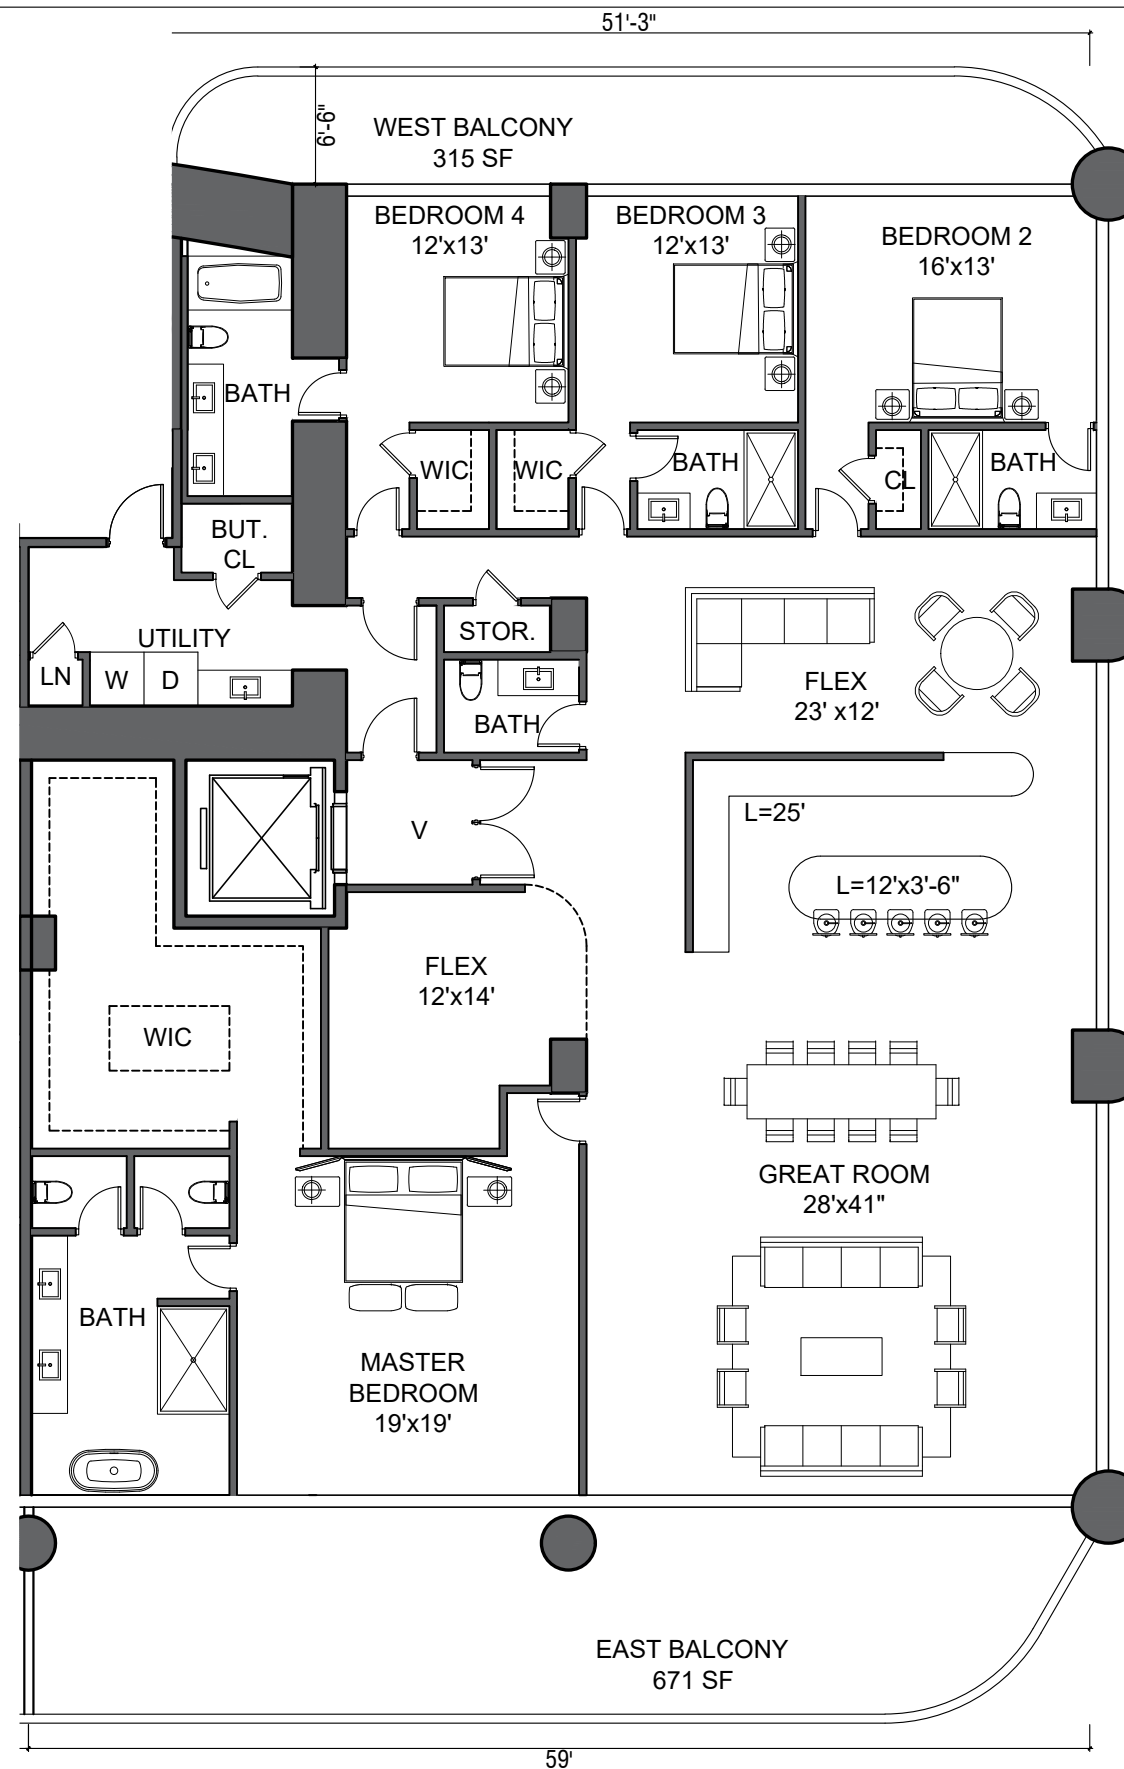 51'-3"
6'-6"
WEST BALCONY
315 SF
BEDROOM 4
12'x13'
BEDROOM 3
12'x13'
BEDROOM 2
16'x13'
BATH
WIC
WIC
BATH
CL
BATH
BUT.
CL
UTILITY
STOR.
LN
W
D
BATH
FLEX
23' x12'
V
L=25'
L=12'x3'-6"
FLEX
12'x14'
WIC
GREAT ROOM
28'x41"
BATH
MASTER
BEDROOM
19'x19'
EAST BALCONY
671 SF
59'